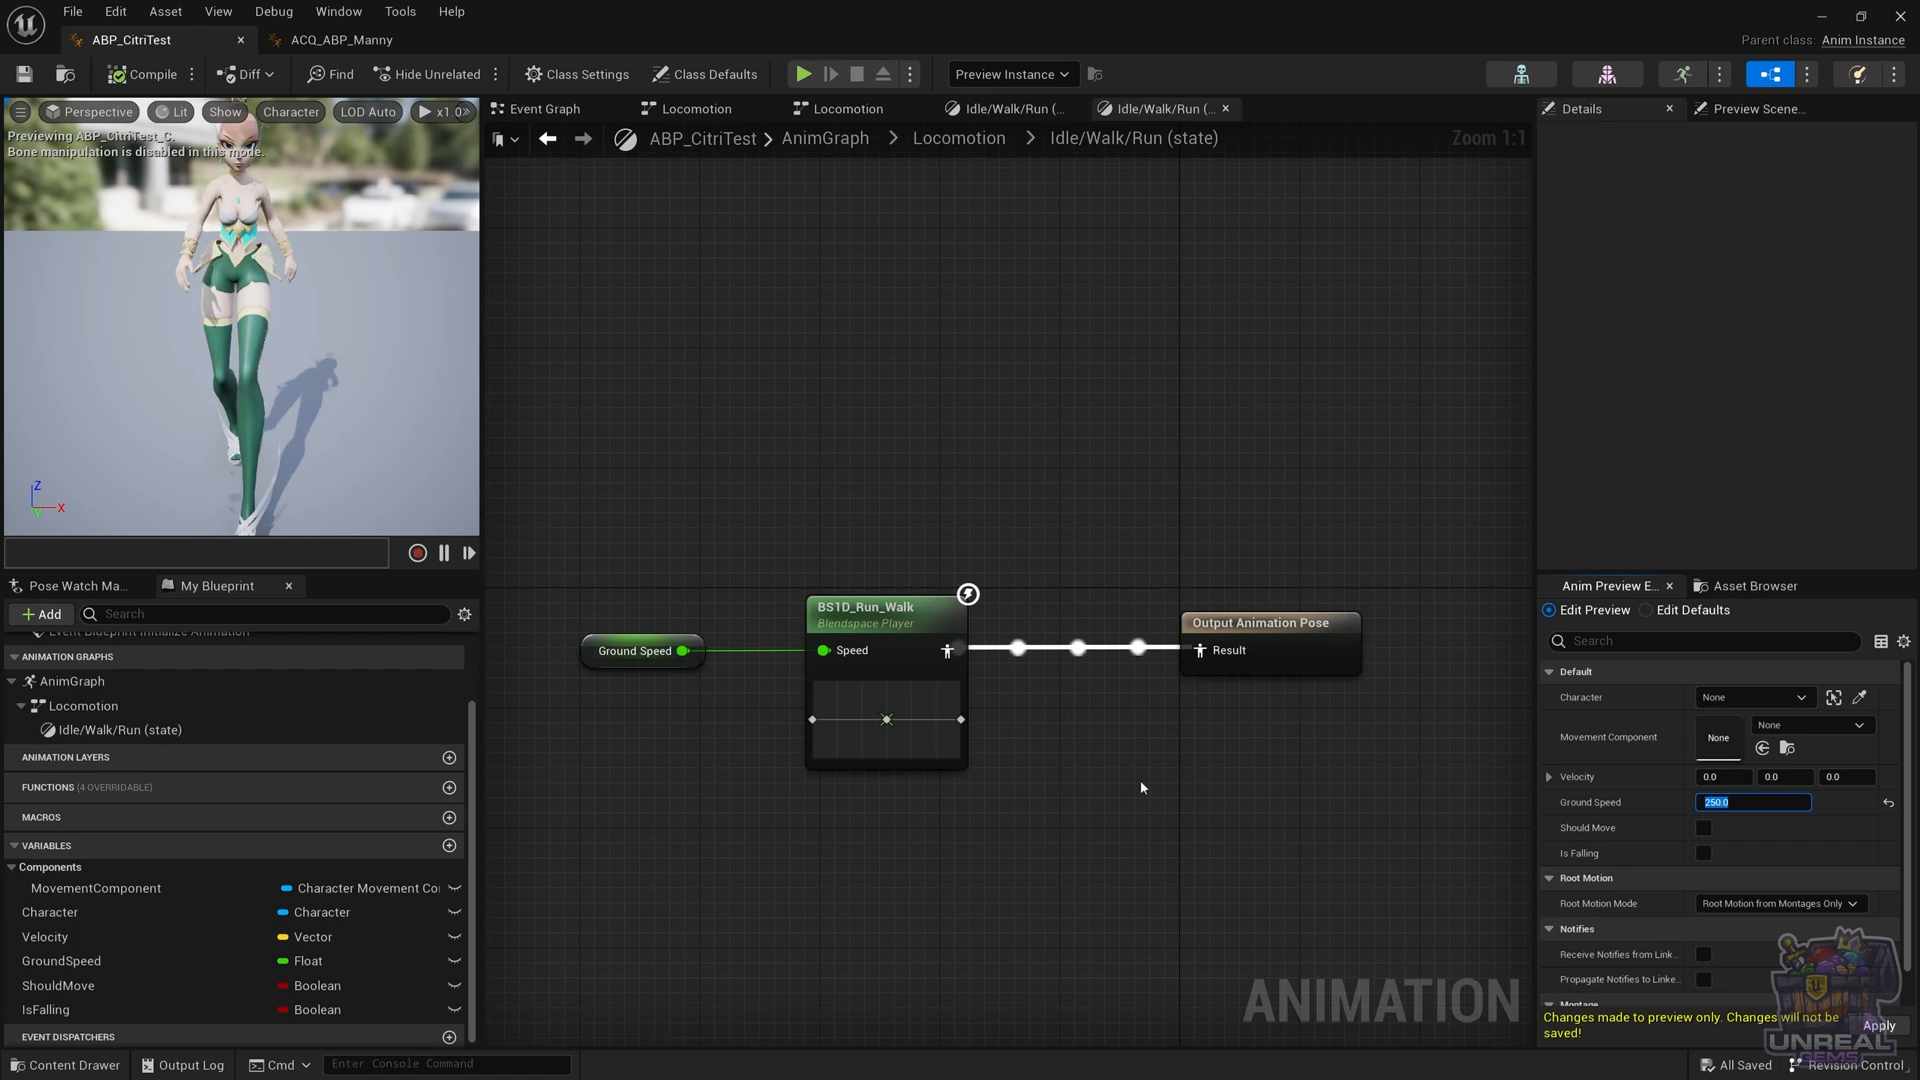 File Edit Asset View Debug Window Tools Help
ABP_CitriTest
ACQ_ABP_Manny
Parent class: Anim Instance
Compile
Diff
Find
Hide Unrelated
Class Settings
Class Defaults
Preview Instance
Perspective
Lit
Show
Character
LOD Auto
x1.0
Previewing ABP_CitriTest_C.
Bone manipulation is disabled in this mode.
Z
X
Event Graph
Locomotion
Locomotion
Idle/Walk/Run (...
Idle/Walk/Run (...
ABP_CitriTest > AnimGraph > Locomotion > Idle/Walk/Run (state)
Zoom 1:1
Ground Speed
BS1D_Run_Walk
Blendspace Player
Speed
Output Animation Pose
Result
ANIMATION
Pose Watch Ma...
My Blueprint
+ Add
Search
Event Blueprint Initialize Animation
ANIMATION GRAPHS
AnimGraph
Locomotion
Idle/Walk/Run (state)
ANIMATION LAYERS
FUNCTIONS (4 OVERRIDABLE)
MACROS
VARIABLES
Components
MovementComponent Character Movement Co
Character Character
Velocity Vector
GroundSpeed Float
ShouldMove Boolean
IsFalling Boolean
EVENT DISPATCHERS
Details
Preview Scene...
Anim Preview E...
Asset Browser
Edit Preview
Edit Defaults
Search
Default
Character None
Movement Component None None
Velocity 0.0 0.0 0.0
Ground Speed 250.0
Should Move
Is Falling
Root Motion
Root Motion Mode Root Motion from Montages Only
Notifies
Receive Notifies from Link...
Propagate Notifies to Linke...
Montage
Changes made to preview only. Changes will not be
saved!
Apply
UNREAL
GEMS
Content Drawer
Output Log
Cmd
Enter Console Command
All Saved
Revision Control